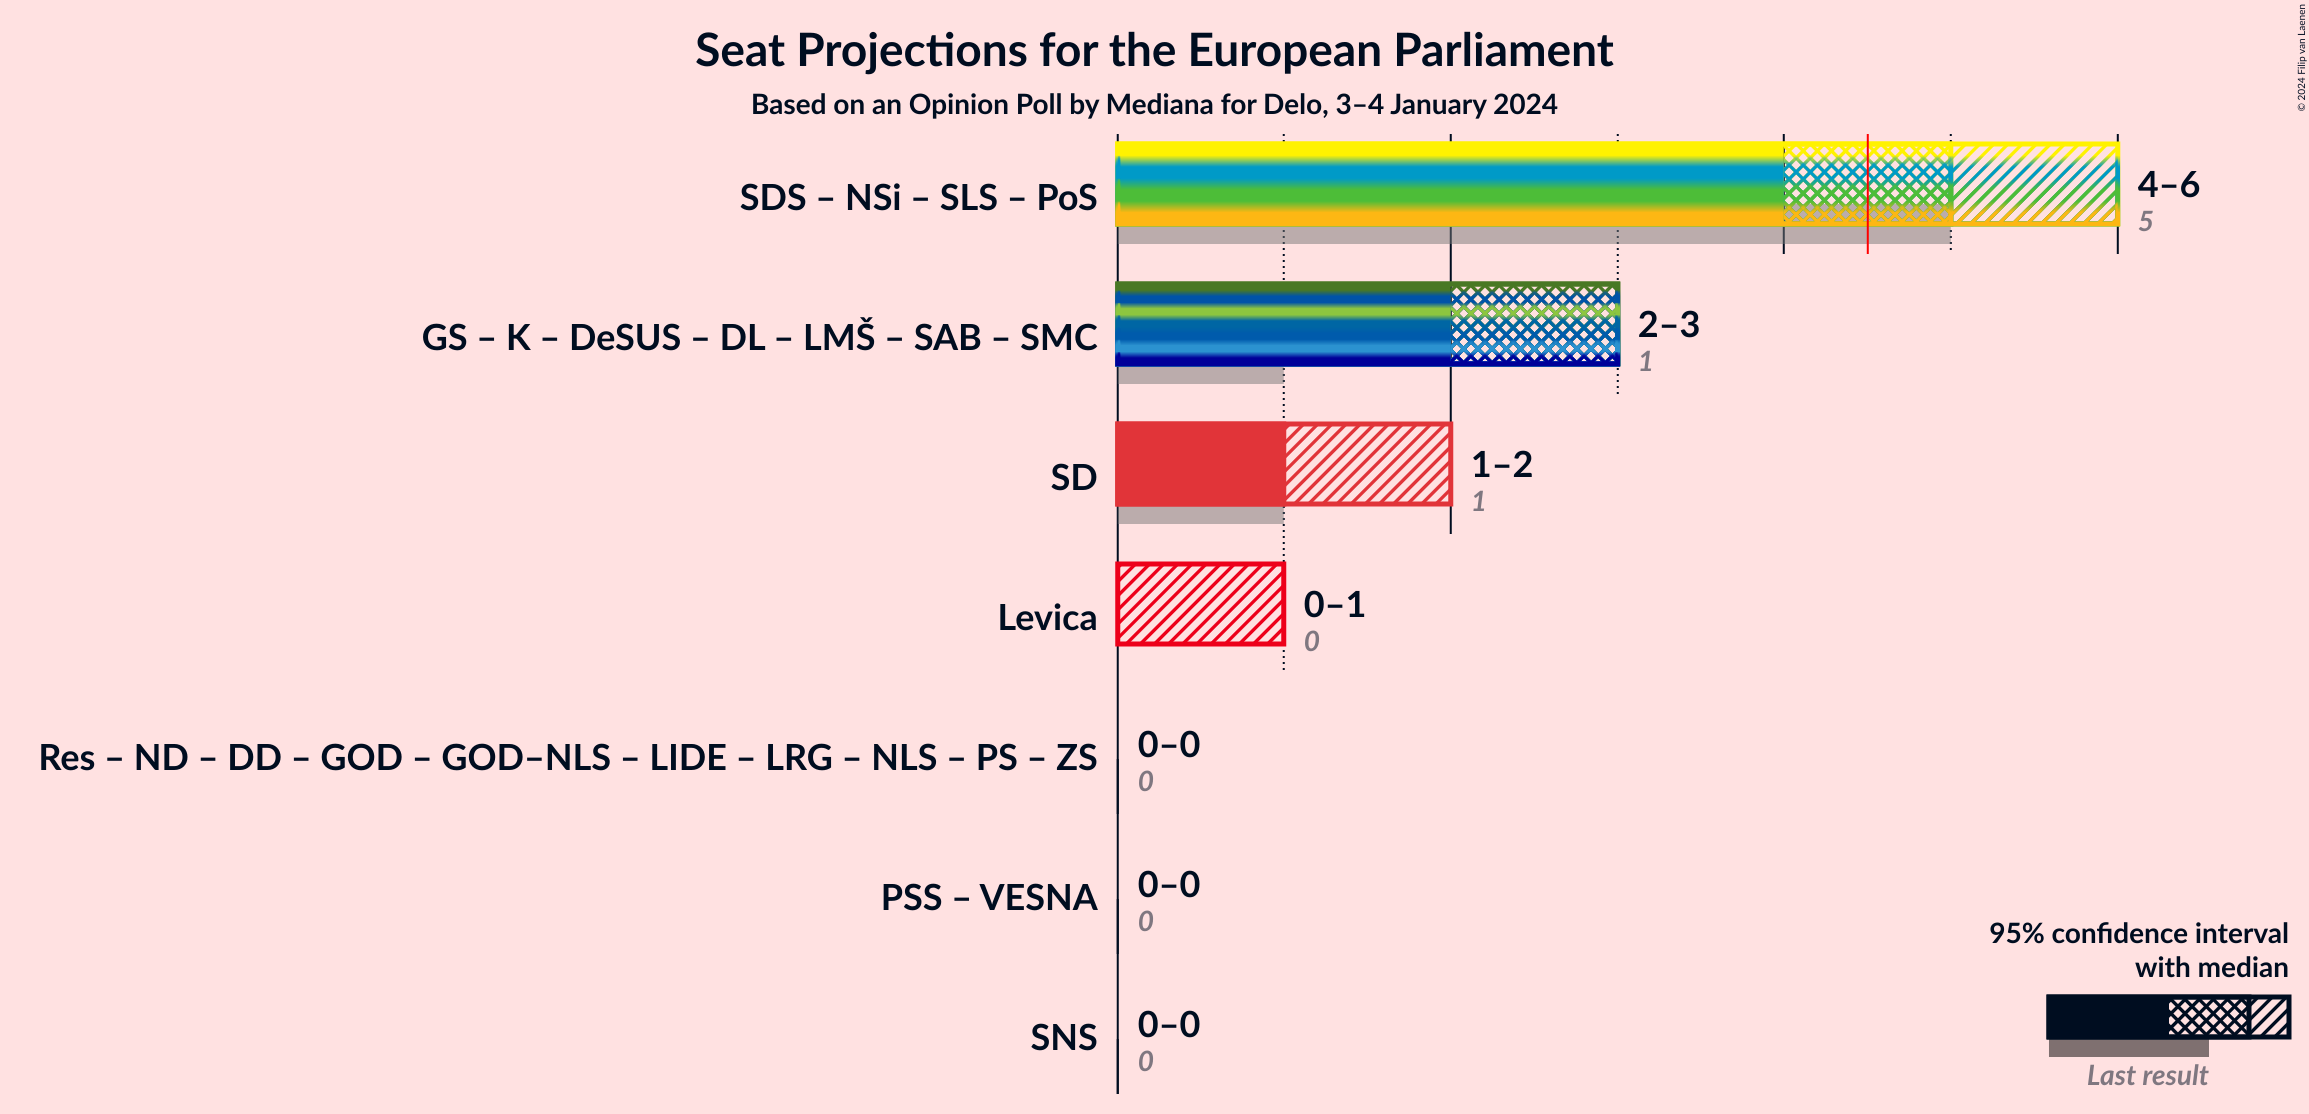 Seat Projections for the European Parliament
Based on an Opinion Poll by Mediana for Delo, 3–4 January 2024
© 2024 Filip van Laenen
SDS – NSi – SLS – PoS
4–6
5
GS – K – DeSUS – DL – LMŠ – SAB – SMC
2–3
1
SD
1–2
1
Levica
0–1
0
Res – ND – DD – GOD – GOD–NLS – LIDE – LRG – NLS – PS – ZS
0–0
0
PSS – VESNA
0–0
0
SNS
0–0
0
95% confidence interval
with median
Last result